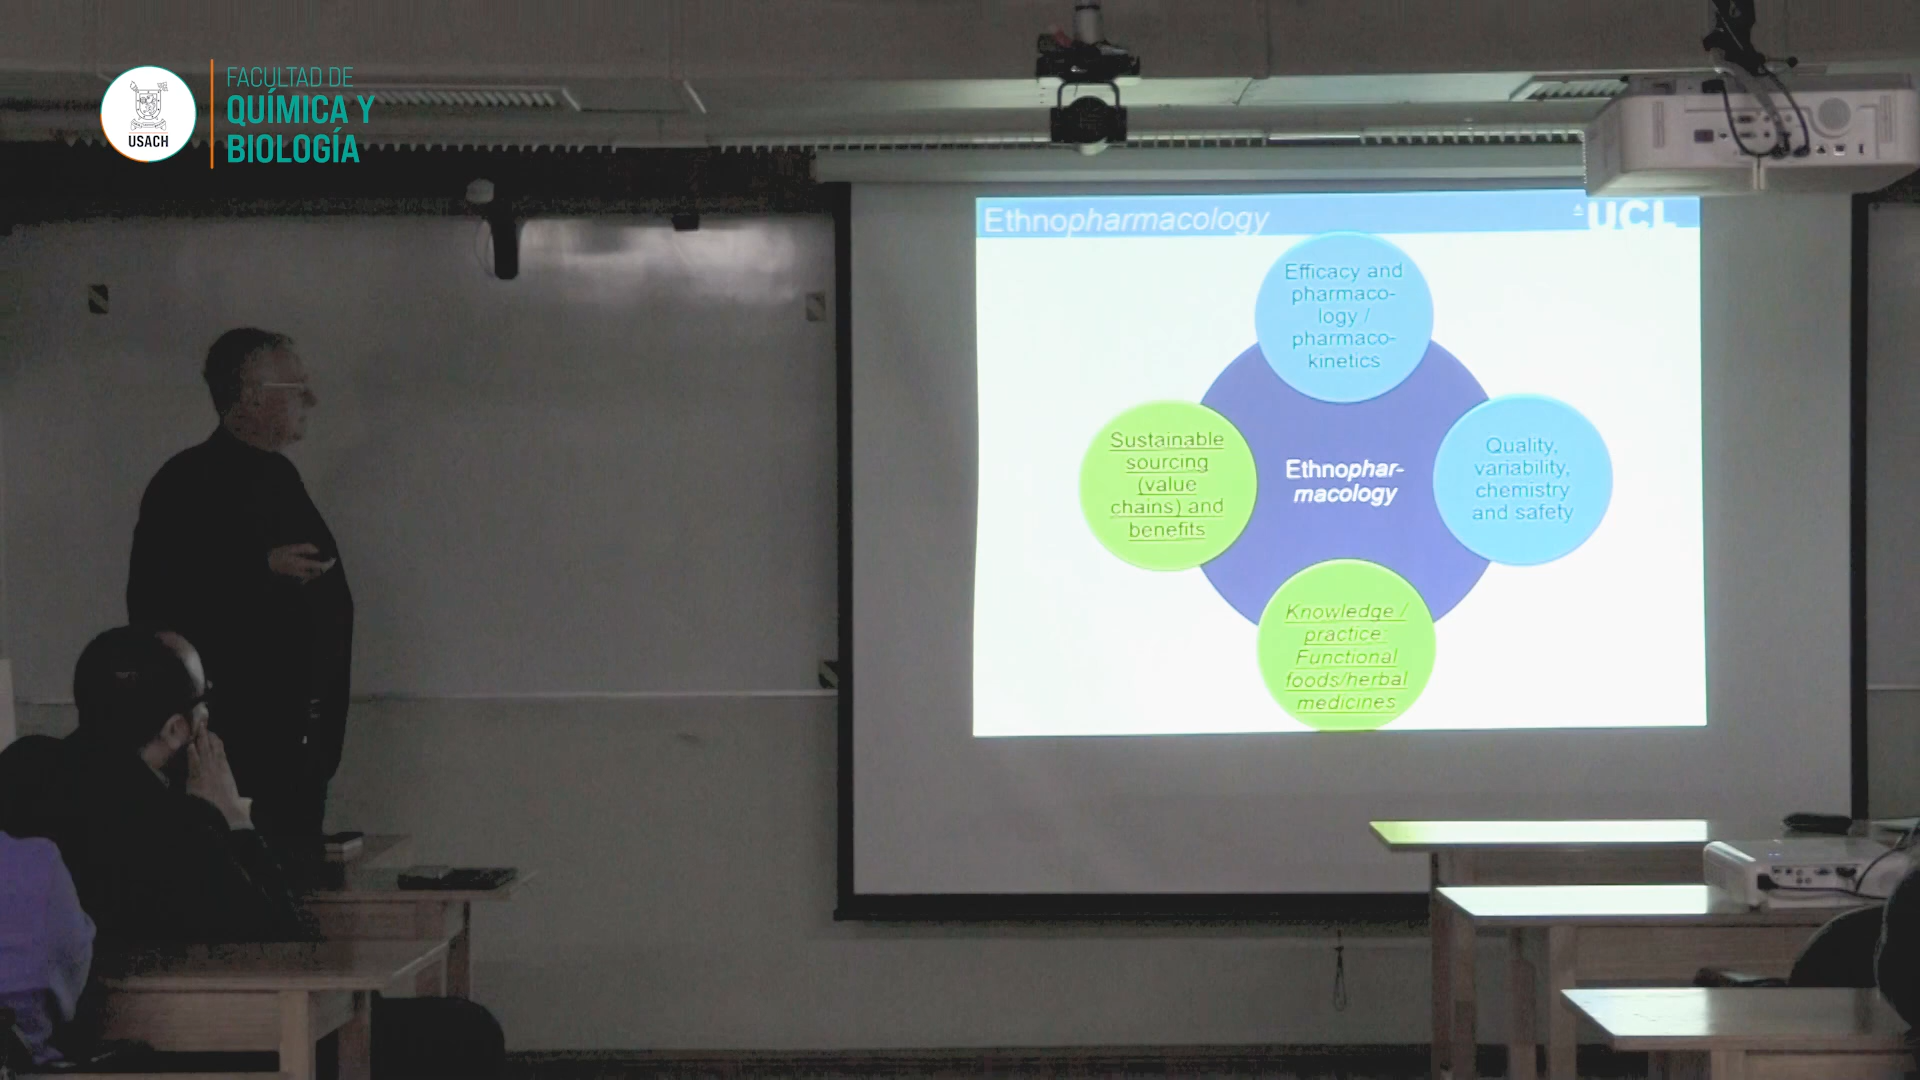 USACH
FACULTAD DE
QUÍMICA Y
BIOLOGÍA
Ethnopharmacology
UCL
Efficacy and
pharmaco-
logy /
pharmaco-
kinetics
Sustainable
sourcing
(value
chains) and
benefits
Ethnophar-
macology
Quality,
variability,
chemistry
and safety
Knowledge /
practice:
Functional
foods/herbal
medicines